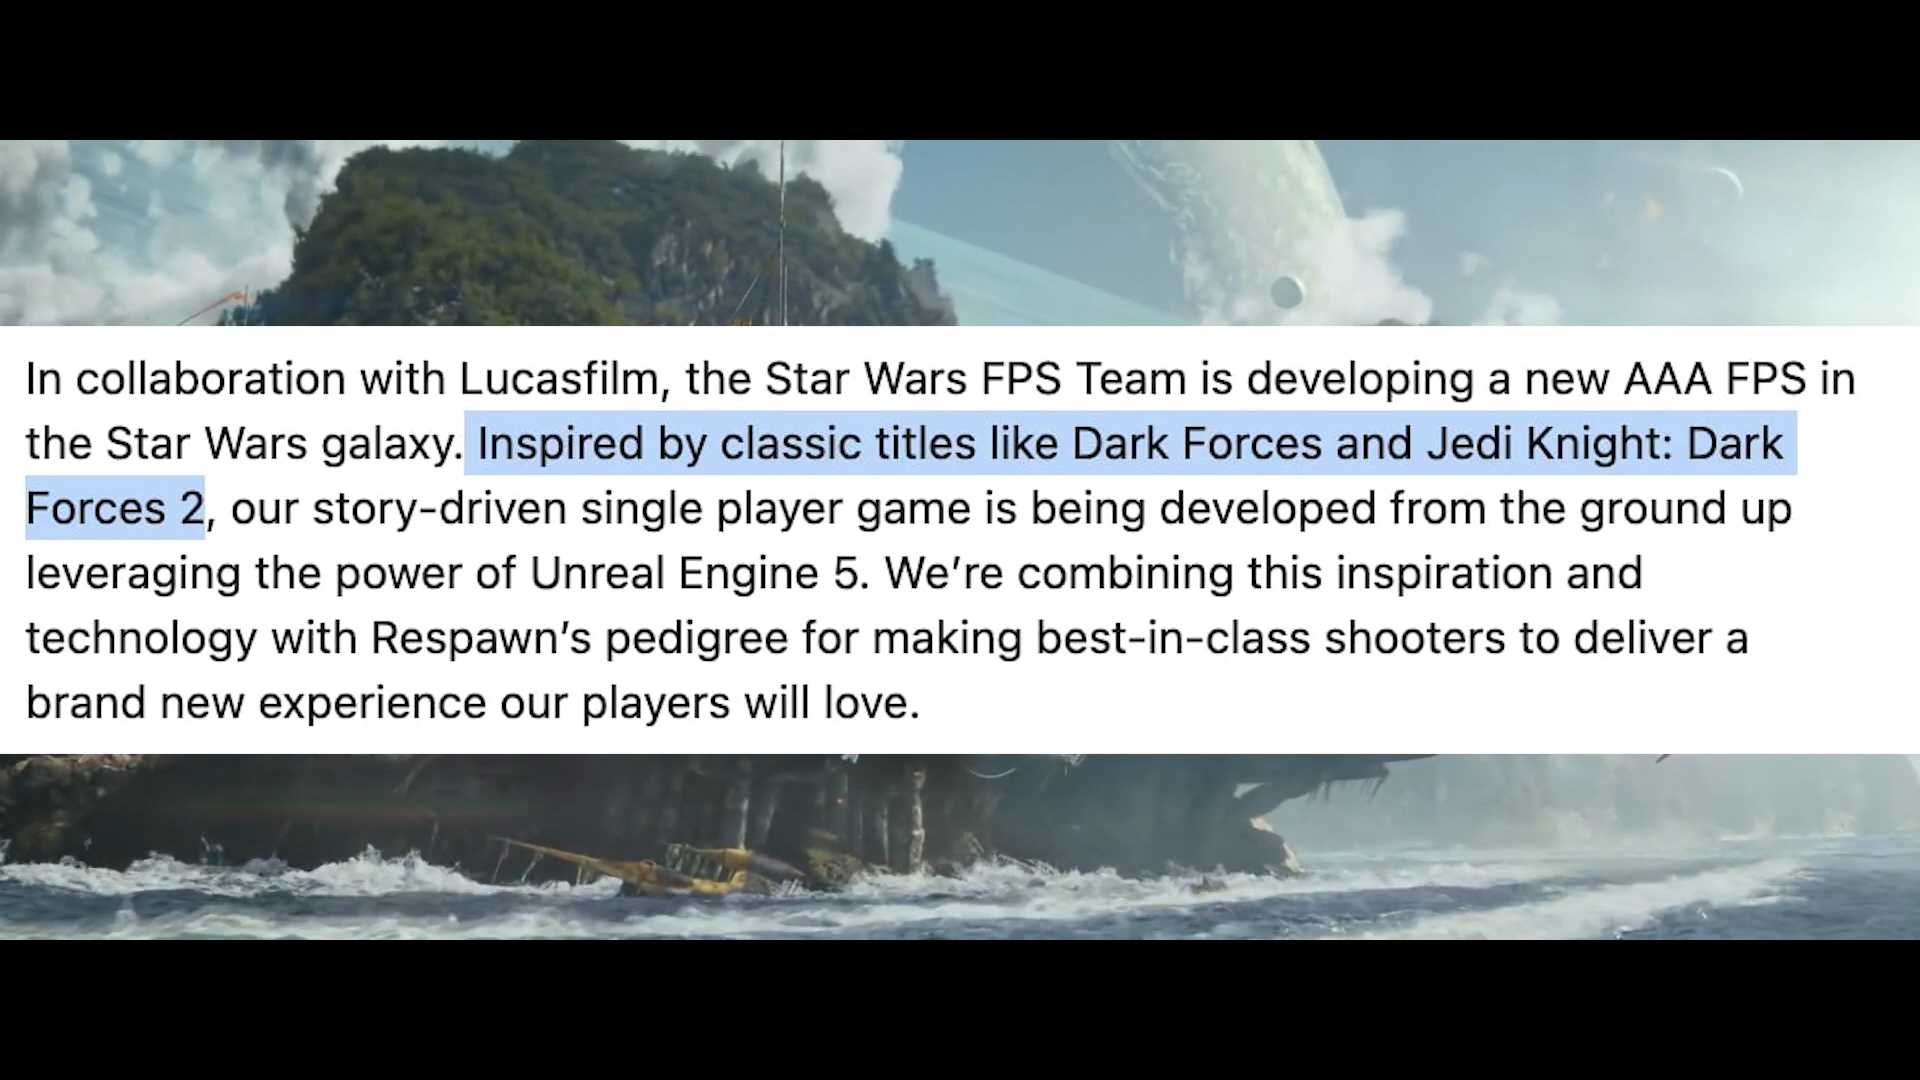 In collaboration with Lucasfilm, the Star Wars FPS Team is developing a new AAA FPS in
the Star Wars galaxy. Inspired by classic titles like Dark Forces and Jedi Knight: Dark
Forces 2, our story-driven single player game is being developed from the ground up
leveraging the power of Unreal Engine 5. We’re combining this inspiration and
technology with Respawn’s pedigree for making best-in-class shooters to deliver a
brand new experience our players will love.